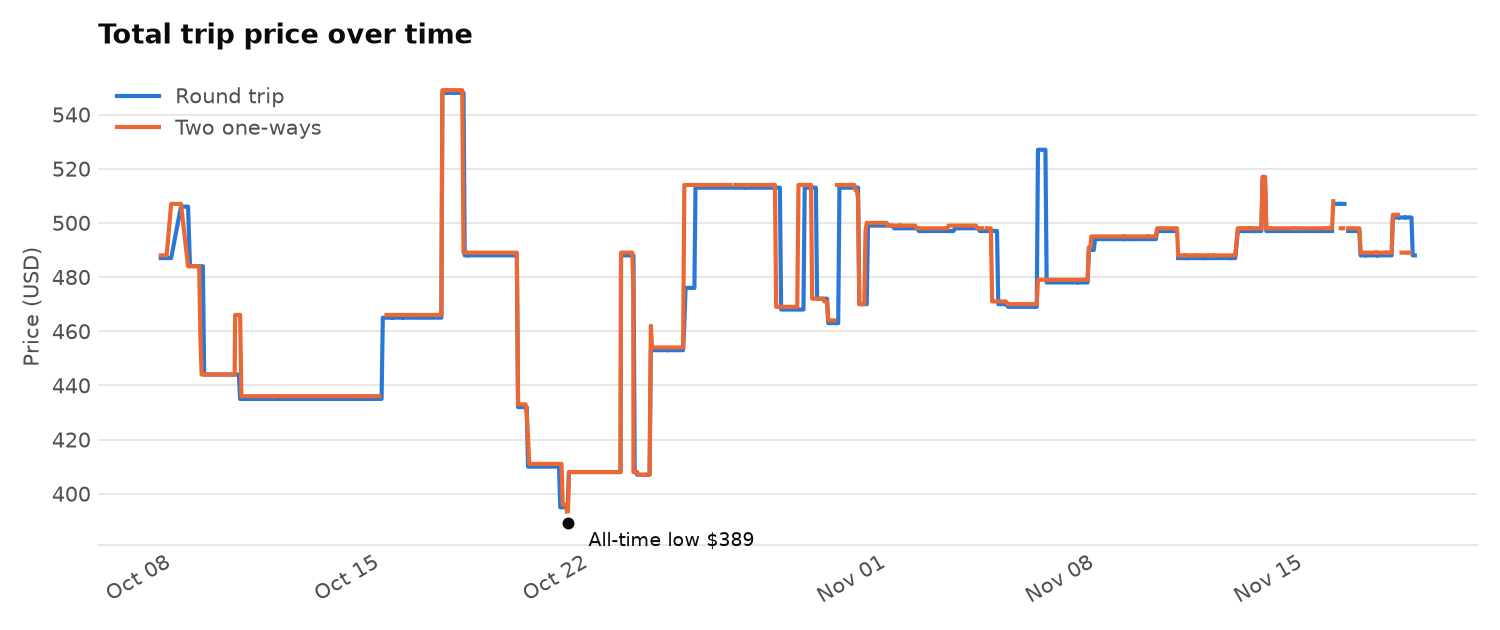 Total trip price over time
Round trip
Two one-ways
Price (USD)
540
520
500
480
460
440
420
400
All-time low $389
Oct 08
Oct 15
Oct 22
Nov 01
Nov 08
Nov 15